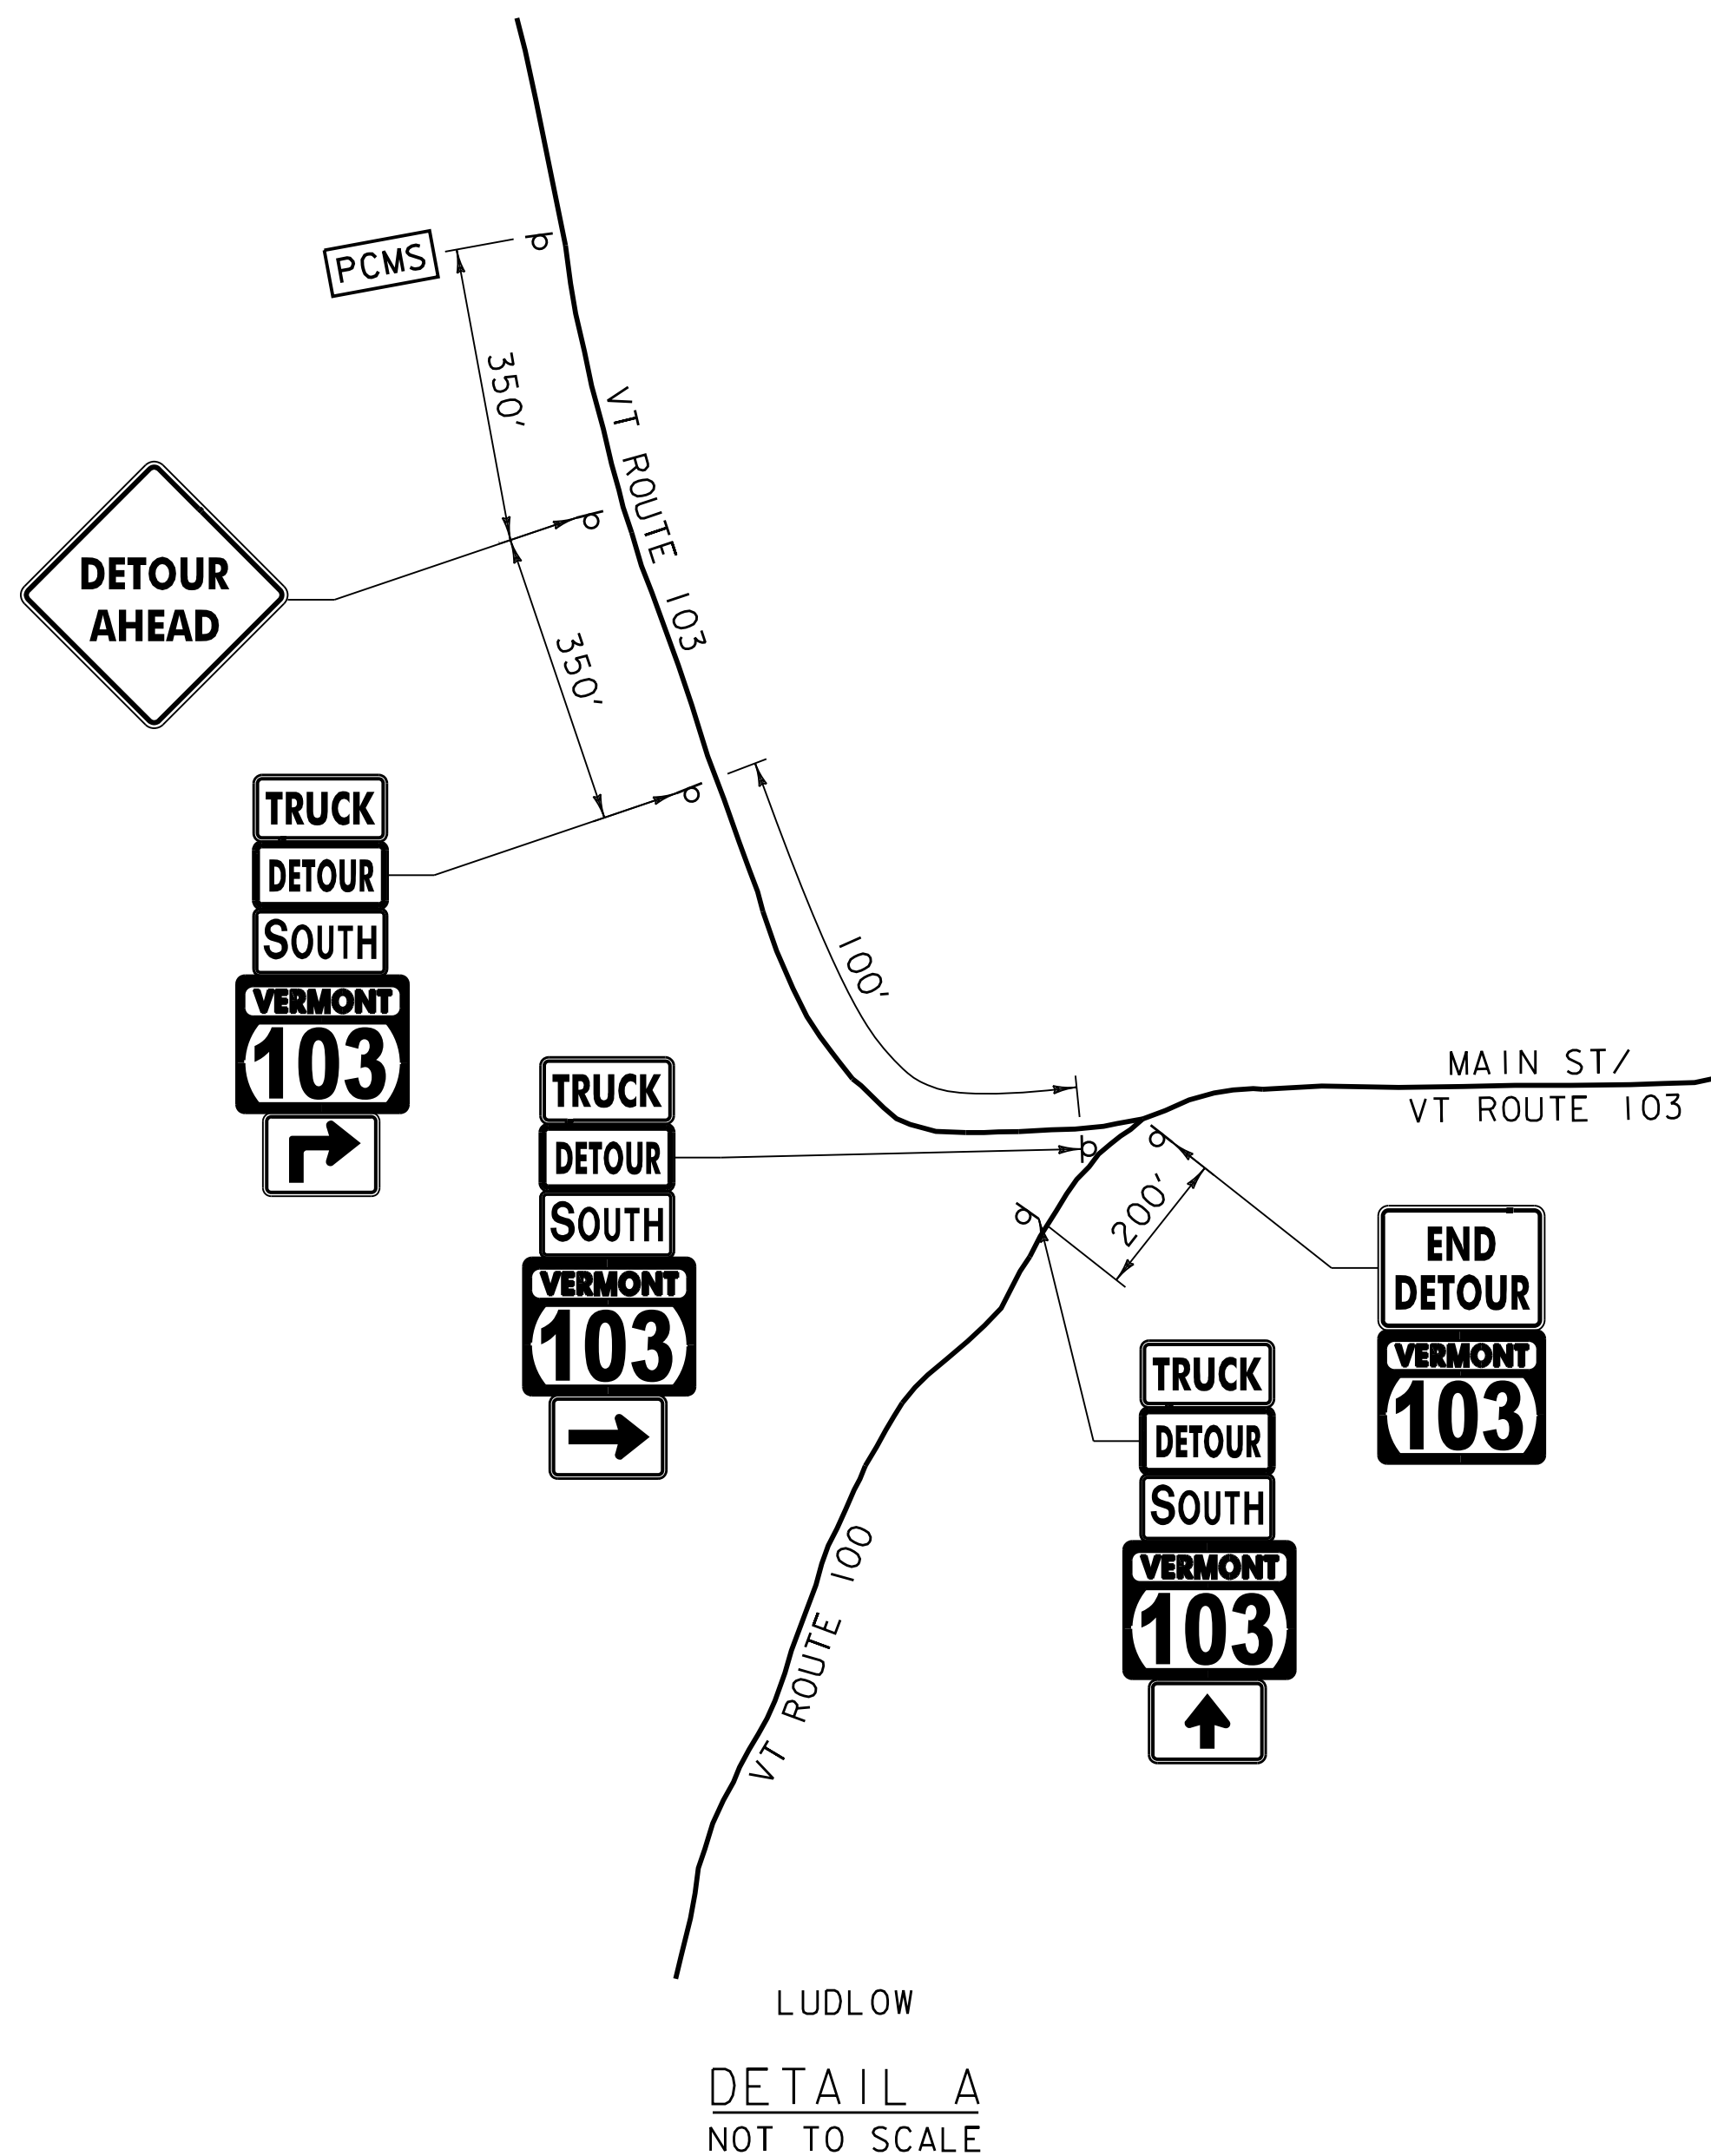 PCMS
350'
VT ROUTE 103
DETOUR
AHEAD
350'
TRUCK
DETOUR
SOUTH
VERMONT
103
100'
TRUCK
DETOUR
SOUTH
VERMONT
103
MAIN ST/
VT ROUTE 103
200'
END
DETOUR
VERMONT
103
TRUCK
DETOUR
SOUTH
VERMONT
103
VT ROUTE 100
LUDLOW
DETAIL A
NOT TO SCALE